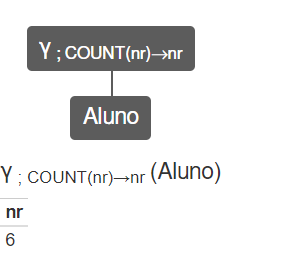 γ ; COUNT(nr)→nr
Aluno
γ ; COUNT(nr)→nr (Aluno)
nr
6